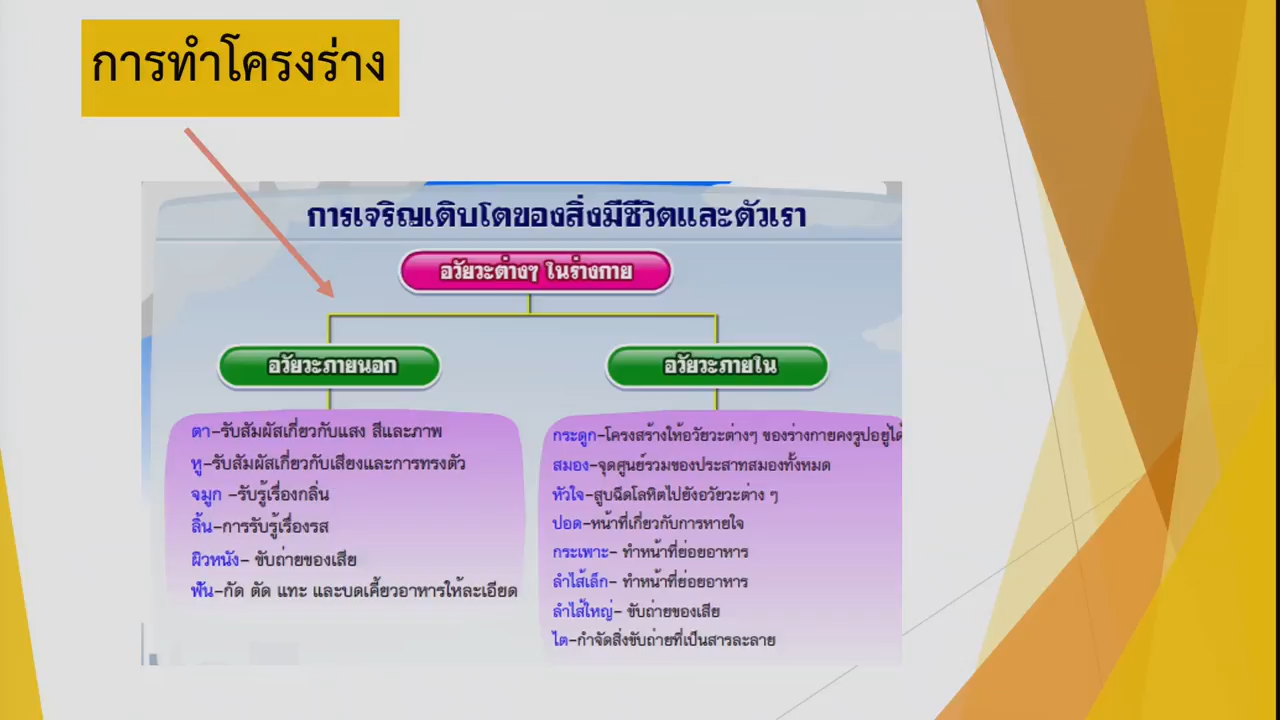 การทำโครงร่าง
การเจริญเติบโตของสิ่งมีชีวิตและตัวเรา
อวัยวะต่างๆ ในร่างกาย
อวัยวะภายนอก
ตา-รับสัมผัสเกี่ยวกับแสง สีและภาพ
หู-รับสัมผัสเกี่ยวกับเสียงและการทรงตัว
จมูก -รับรู้เรื่องกลิ่น
ลิ้น-การรับรู้เรื่องรส
ผิวหนัง- ขับถ่ายของเสีย
ฟัน-กัด ตัด แทะ และบดเคี้ยวอาหารให้ละเอียด
อวัยวะภายใน
กระดูก-โครงสร้างให้อวัยวะต่างๆ ของร่างกายคงรูปอยู่ได้
สมอง-จุดศูนย์รวมของประสาทสมองทั้งหมด
หัวใจ-สูบฉีดโลหิตไปยังอวัยวะต่าง ๆ
ปอด-หน้าที่เกี่ยวกับการหายใจ
กระเพาะ- ทำหน้าที่ย่อยอาหาร
ลำไส้เล็ก- ทำหน้าที่ย่อยอาหาร
ลำไส้ใหญ่- ขับถ่ายของเสีย
ไต-กำจัดสิ่งขับถ่ายที่เป็นสารละลาย